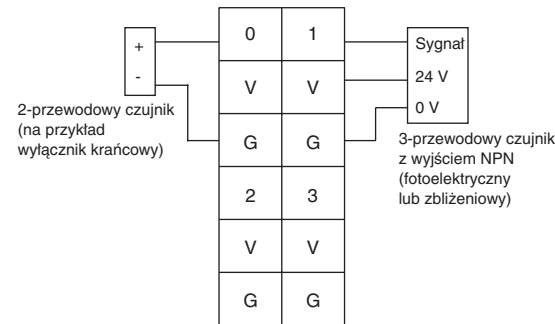 +
-
2-przewodowy czujnik
(na przykład
wyłącznik krańcowy)
0 1
V V
G G
2 3
V V
G G
Sygnał
24 V
0 V
3-przewodowy czujnik
z wyjściem NPN
(fotoelektryczny
lub zbliżeniowy)